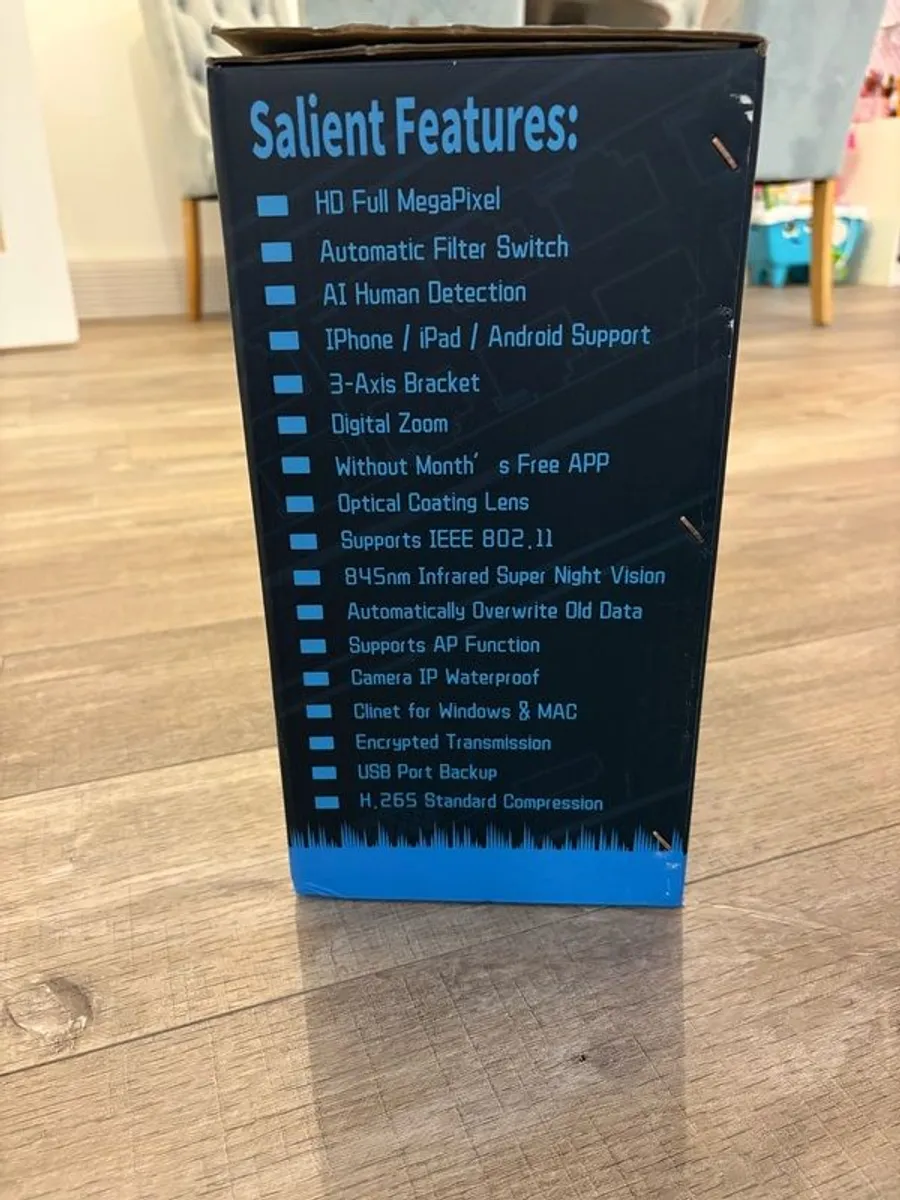 Salient Features:
HD Full MegaPixel
Automatic Filter Switch
AI Human Detection
IPhone / iPad / Android Support
3-Axis Bracket
Digital Zoom
Without Month's Free APP
Optical Coating Lens
Supports IEEE 802.11
845nm Infrared Super Night Vision
Automatically Overwrite Old Data
Supports AP Function
Camera IP Waterproof
Clinet for Windows & MAC
Encrypted Transmission
USB Port Backup
H.265 Standard Compression